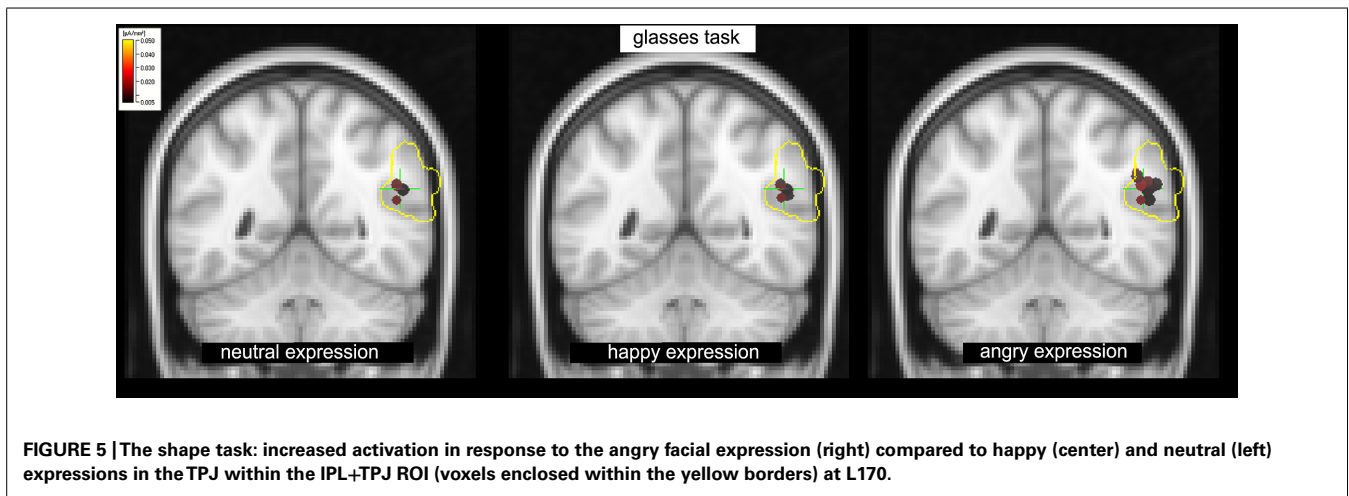 [µA/mm²]
0.050
0.040
0.030
0.020
0.005
glasses task
neutral expression
happy expression
angry expression
FIGURE 5 | The shape task: increased activation in response to the angry facial expression (right) compared to happy (center) and neutral (left)
expressions in the TPJ within the IPL+TPJ ROI (voxels enclosed within the yellow borders) at L170.